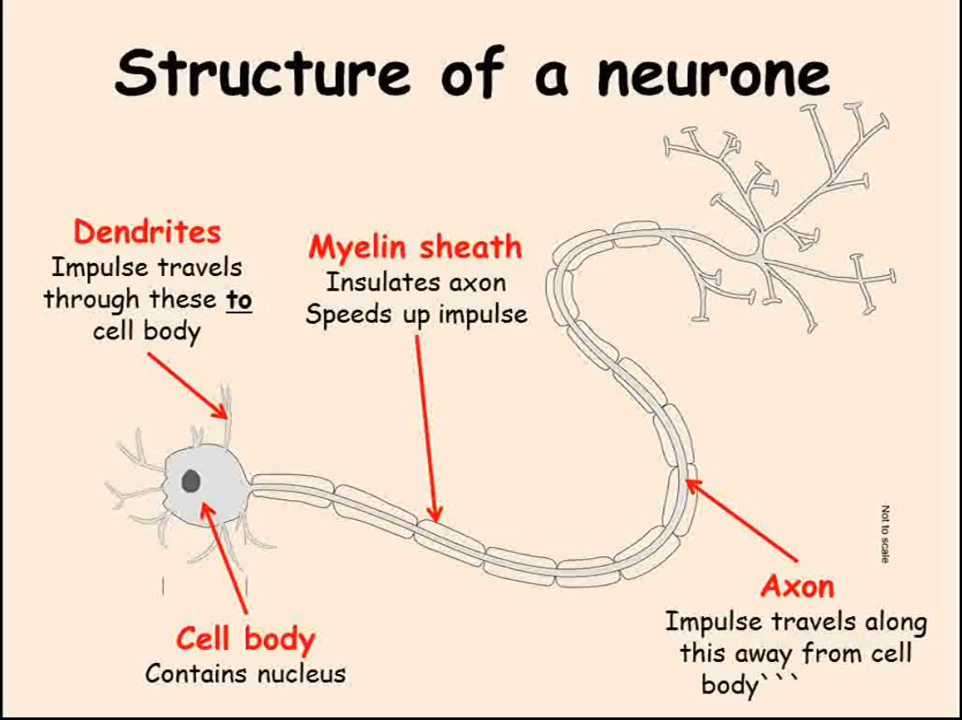 Structure of a neurone
Dendrites
Impulse travels
through these to
cell body
Myelin sheath
Insulates axon
Speeds up impulse
Not to scale
Cell body
Contains nucleus
Axon
Impulse travels along
this away from cell
body```